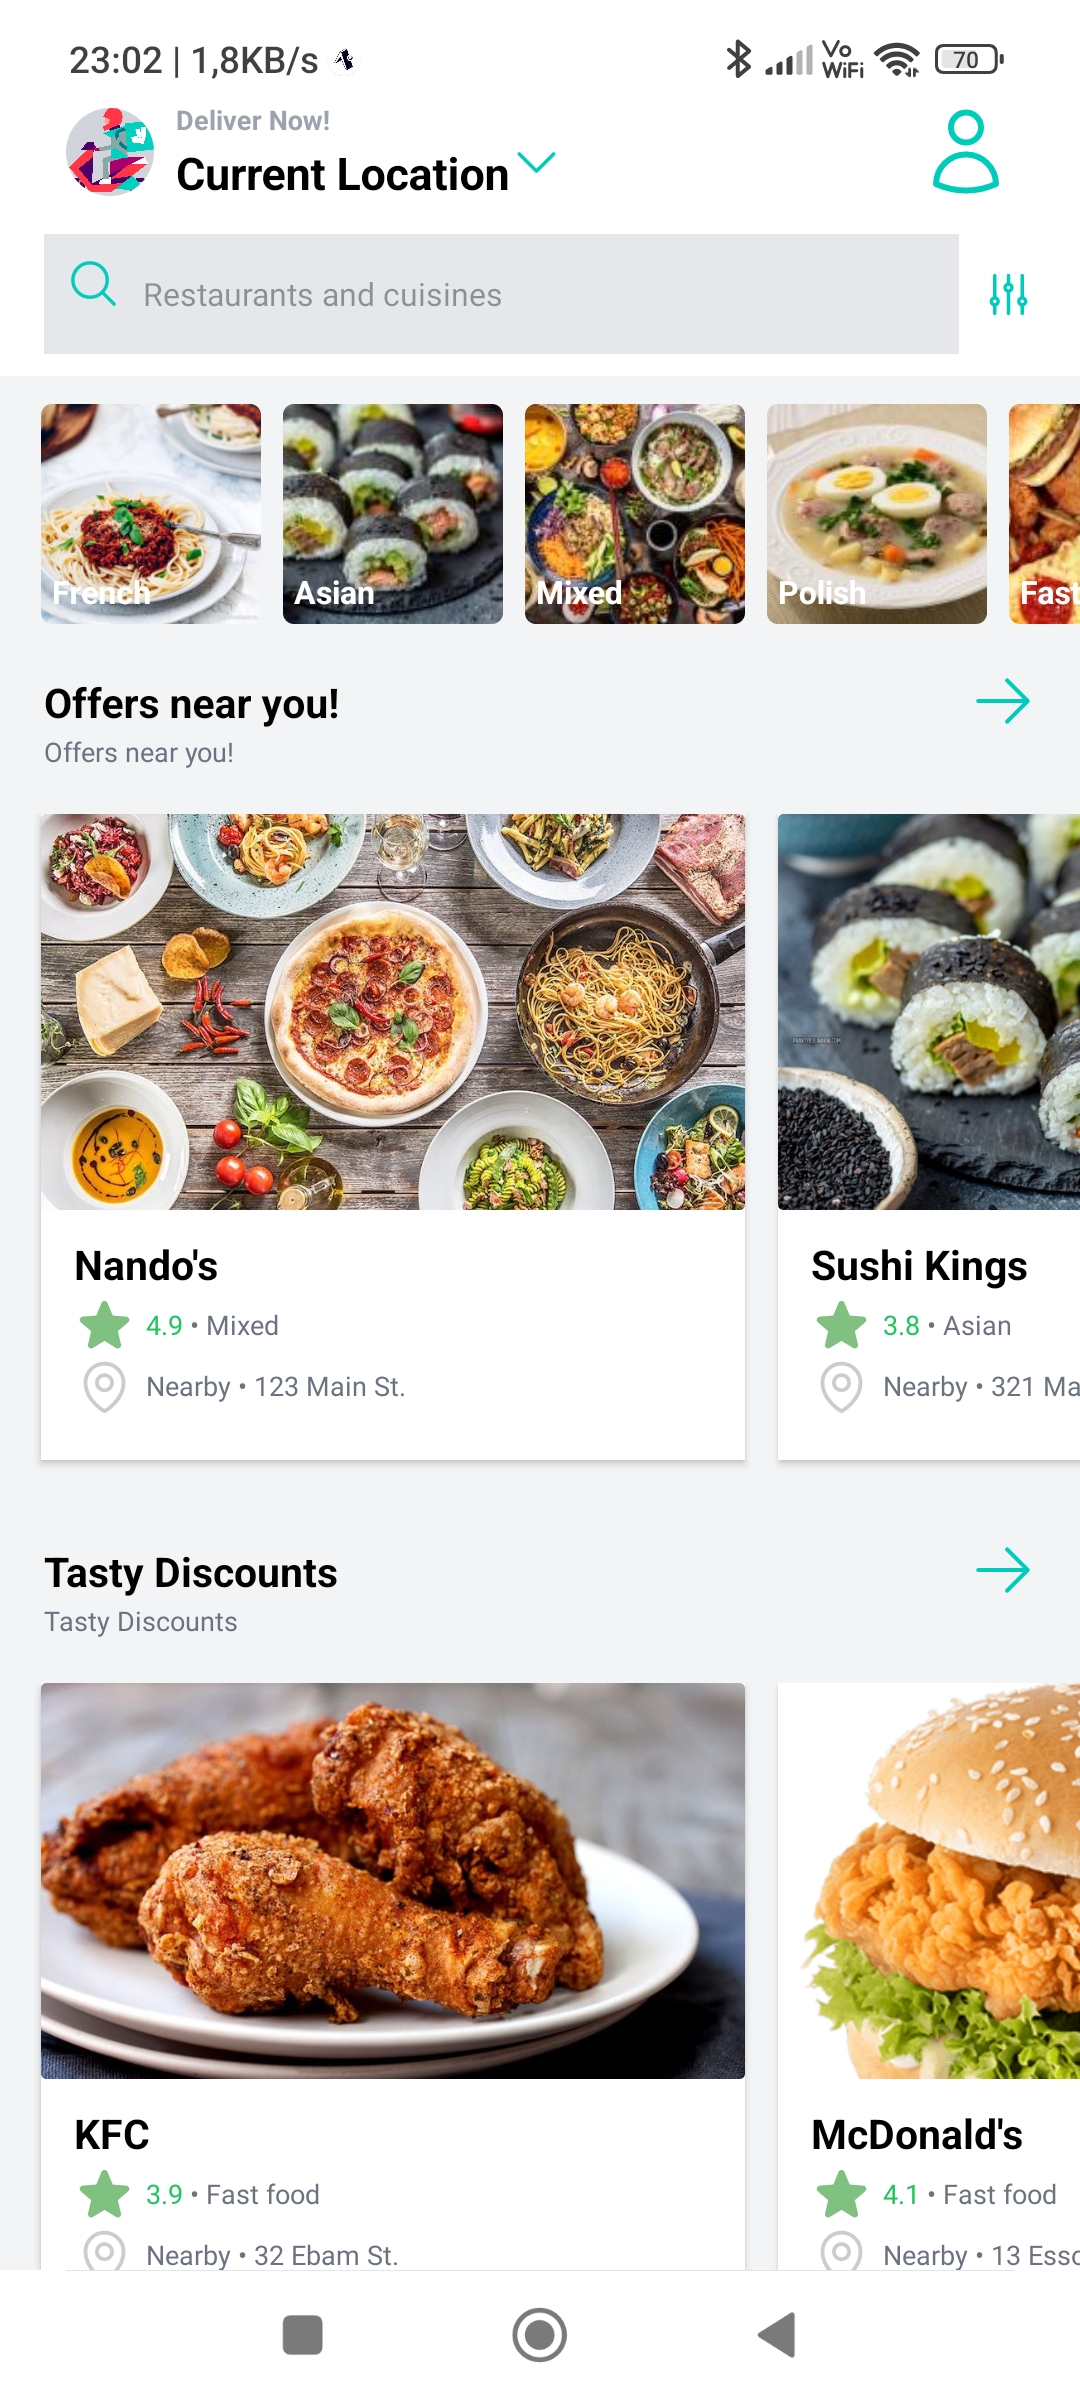 23:02 | 1,8KB/s
Vo
WiFi
70
Deliver Now!
Current Location
Restaurants and cuisines
French
Asian
Mixed
Polish
Fast
Offers near you!
Offers near you!
Nando's
4.9 • Mixed
Nearby • 123 Main St.
Sushi Kings
3.8 • Asian
Nearby • 321 Ma
Tasty Discounts
Tasty Discounts
KFC
3.9 • Fast food
Nearby • 32 Ebam St.
McDonald's
4.1 • Fast food
Nearby • 13 Esso